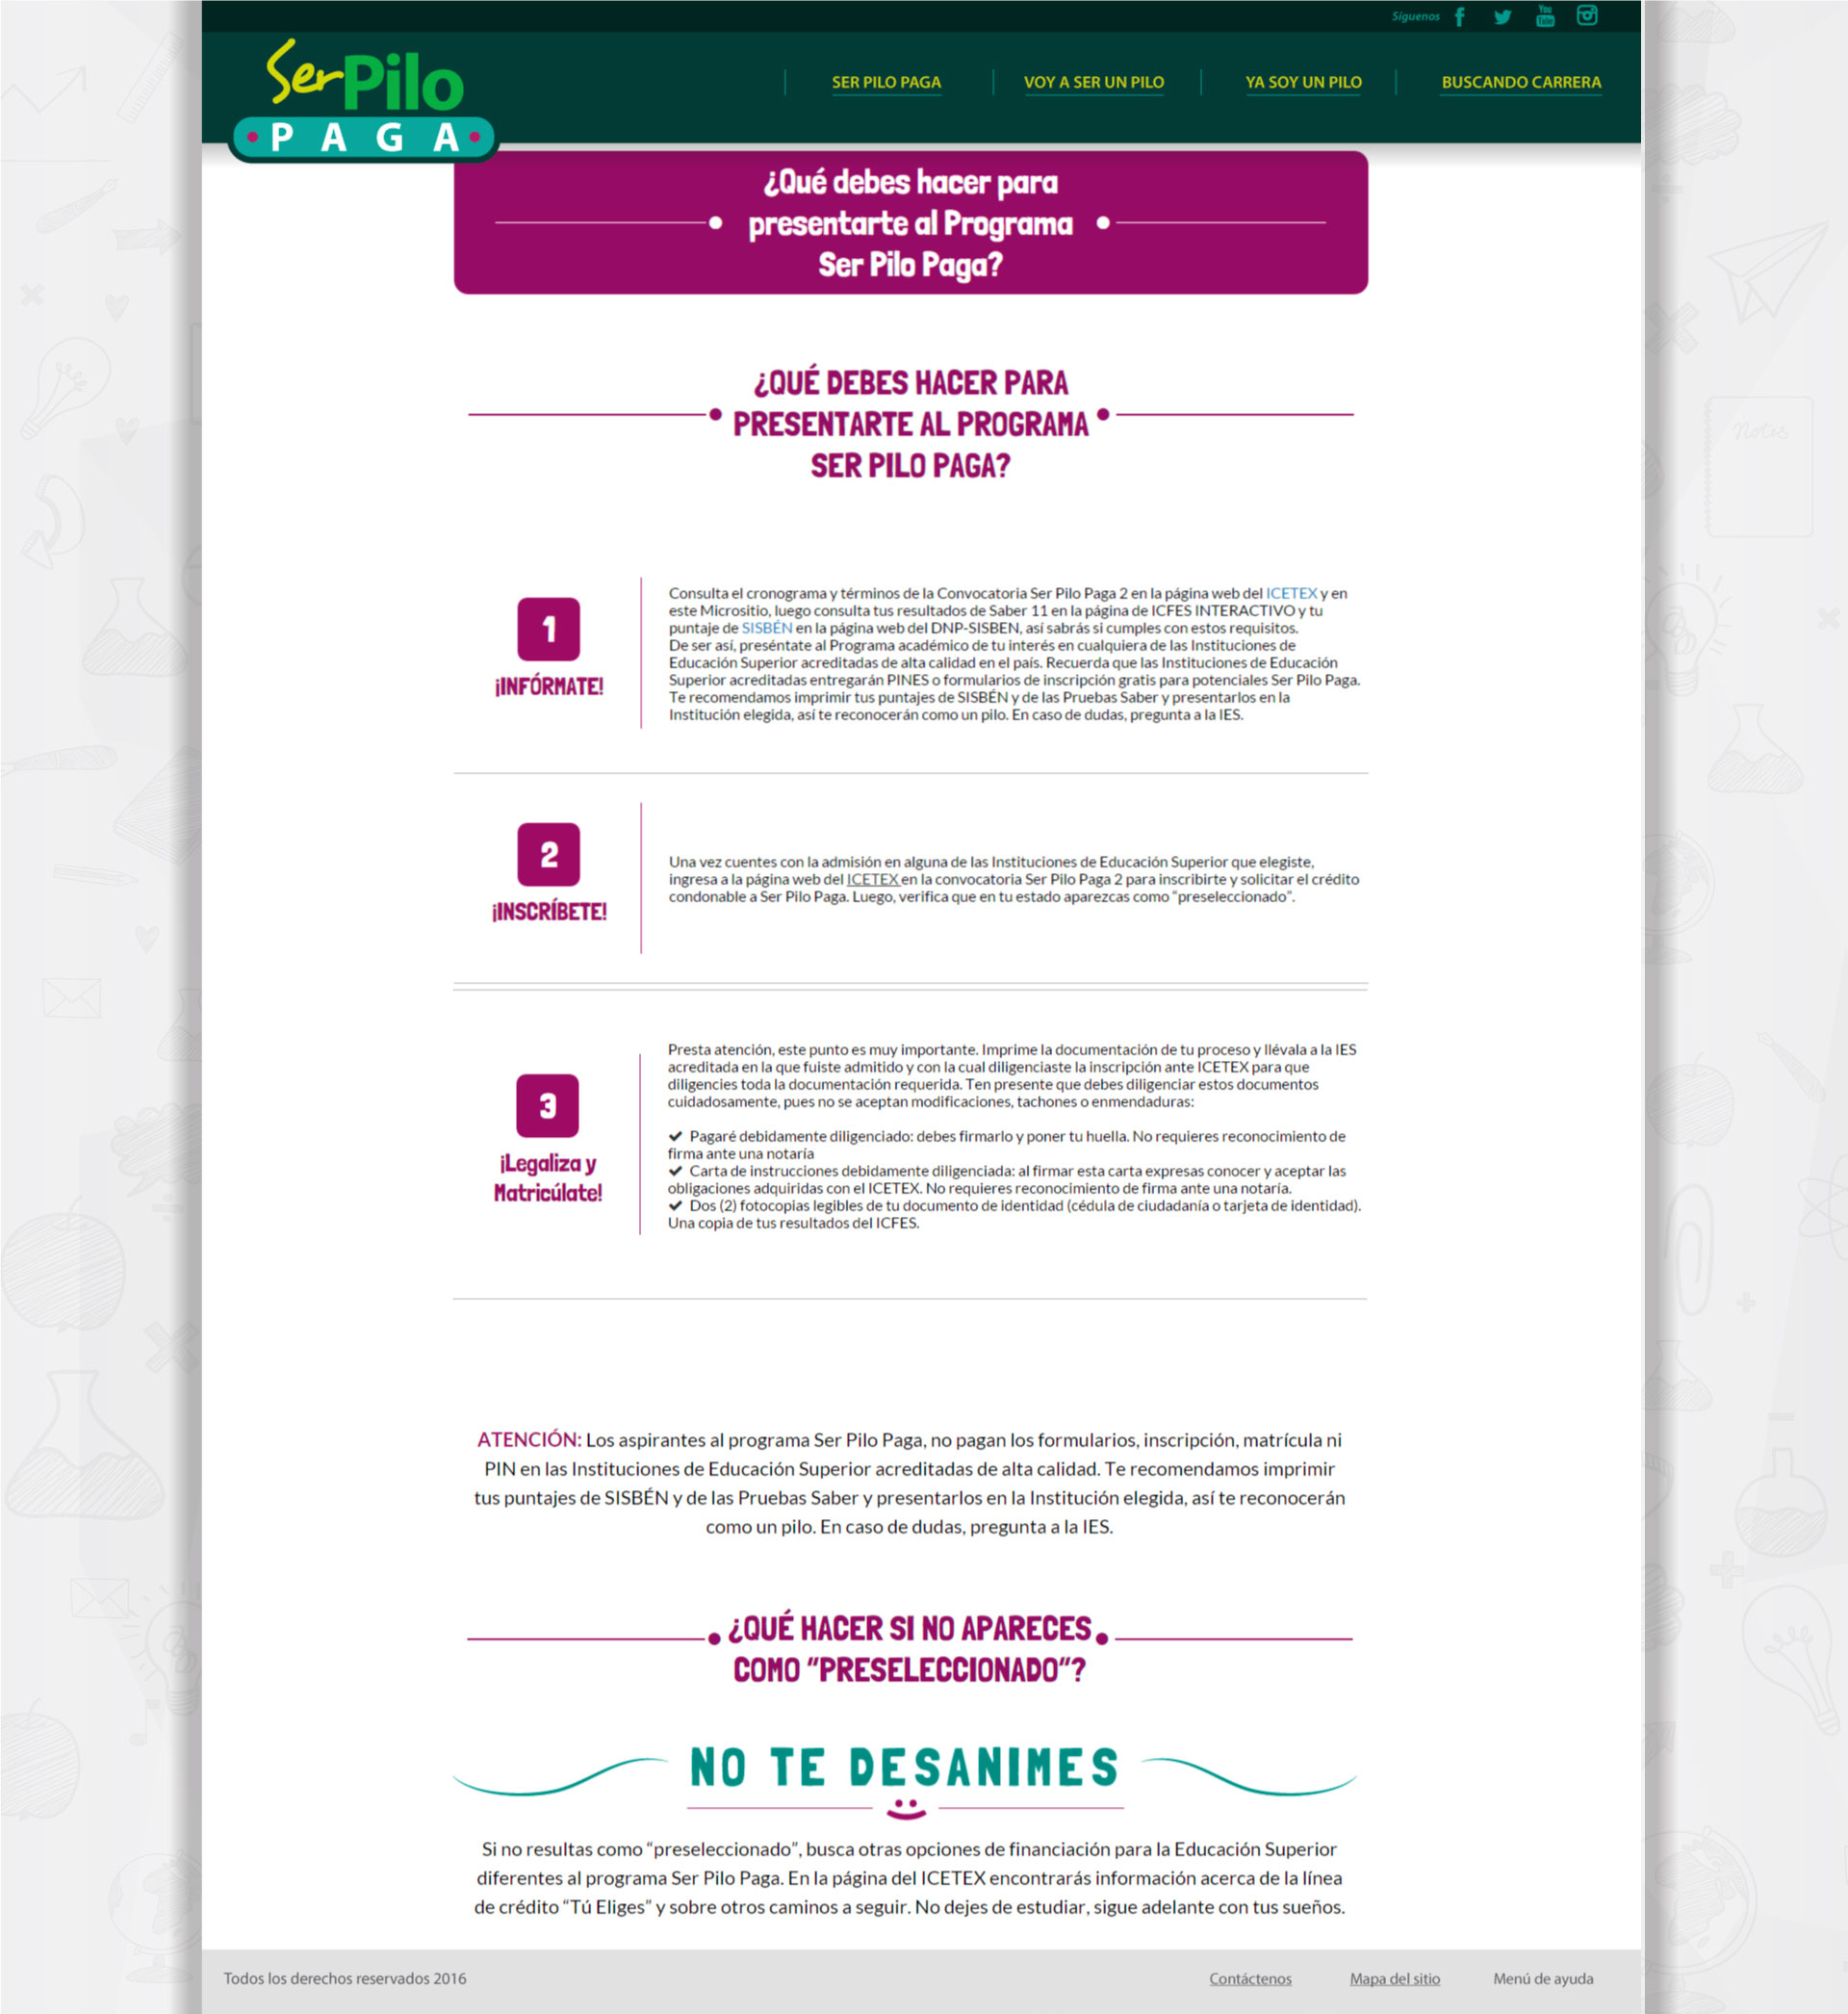 Síguenos
You Tube
Ser Pilo
PAGA
SER PILO PAGA
VOY A SER UN PILO
YA SOY UN PILO
BUSCANDO CARRERA
¿Qué debes hacer para
presentarte al Programa
Ser Pilo Paga?
¿QUÉ DEBES HACER PARA
PRESENTARTE AL PROGRAMA
SER PILO PAGA?
Notes
1
¡INFÓRMATE!
Consulta el cronograma y términos de la Convocatoria Ser Pilo Paga 2 en la página web del ICETEX y en
este Micrositio, luego consulta tus resultados de Saber 11 en la página de ICFES INTERACTIVO y tu
puntaje de SISBÉN en la página web del DNP-SISBEN, así sabrás si cumples con estos requisitos.
De ser así, preséntate al Programa académico de tu interés en cualquiera de las Instituciones de
Educación Superior acreditadas de alta calidad en el país. Recuerda que las Instituciones de Educación
Superior acreditadas entregarán PINES o formularios de inscripción gratis para potenciales Ser Pilo Paga.
Te recomendamos imprimir tus puntajes de SISBÉN y de las Pruebas Saber y presentarlos en la
Institución elegida, así te reconocerán como un pilo. En caso de dudas, pregunta a la IES.
2
¡INSCRÍBETE!
Una vez cuentes con la admisión en alguna de las Instituciones de Educación Superior que elegiste,
ingresa a la página web del ICETEX en la convocatoria Ser Pilo Paga 2 para inscribirte y solicitar el crédito
condonable a Ser Pilo Paga. Luego, verifica que en tu estado aparezcas como “preseleccionado”.
3
¡Legaliza y
Matricúlate!
Presta atención, este punto es muy importante. Imprime la documentación de tu proceso y llévala a la IES
acreditada en la que fuiste admitido y con la cual diligenciaste la inscripción ante ICETEX para que
diligencies toda la documentación requerida. Ten presente que debes diligenciar estos documentos
cuidadosamente, pues no se aceptan modificaciones, tachones o enmendaduras:
✔ Pagaré debidamente diligenciado: debes firmarlo y poner tu huella. No requieres reconocimiento de
firma ante una notaría
✔ Carta de instrucciones debidamente diligenciada: al firmar esta carta expresas conocer y aceptar las
obligaciones adquiridas con el ICETEX. No requieres reconocimiento de firma ante una notaría.
✔ Dos (2) fotocopias legibles de tu documento de identidad (cédula de ciudadanía o tarjeta de identidad).
Una copia de tus resultados del ICFES.
ATENCIÓN: Los aspirantes al programa Ser Pilo Paga, no pagan los formularios, inscripción, matrícula ni
PIN en las Instituciones de Educación Superior acreditadas de alta calidad. Te recomendamos imprimir
tus puntajes de SISBÉN y de las Pruebas Saber y presentarlos en la Institución elegida, así te reconocerán
como un pilo. En caso de dudas, pregunta a la IES.
¿QUÉ HACER SI NO APARECES
COMO “PRESELECCIONADO”?
NO TE DESANIMES
Si no resultas como “preseleccionado”, busca otras opciones de financiación para la Educación Superior
diferentes al programa Ser Pilo Paga. En la página del ICETEX encontrarás información acerca de la línea
de crédito “Tú Eliges” y sobre otros caminos a seguir. No dejes de estudiar, sigue adelante con tus sueños.
Todos los derechos reservados 2016
Contáctenos
Mapa del sitio
Menú de ayuda